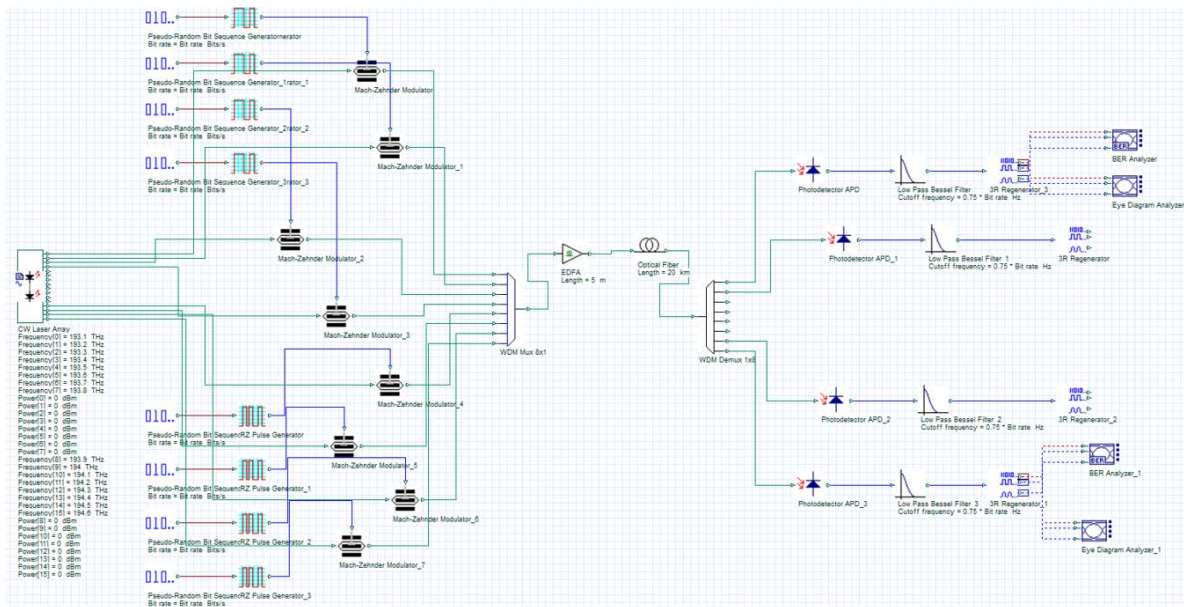 Pseudo-Random Bit Sequence Generatornerator
Bit rate = Bit rate Bits/s
Mach-Zehnder Modulator
Pseudo-Random Bit Sequence Generator_1rator_1
Bit rate = Bit rate Bits/s
Mach-Zehnder Modulator_1
Pseudo-Random Bit Sequence Generator_2rator_2
Bit rate = Bit rate Bits/s
Pseudo-Random Bit Sequence Generator_3rator_3
Bit rate = Bit rate Bits/s
Mach-Zehnder Modulator_2
Mach-Zehnder Modulator_3
CW Laser Array
Frequency[0] = 193.1 THz
Frequency[1] = 193.2 THz
Frequency[2] = 193.3 THz
Frequency[3] = 193.4 THz
Frequency[4] = 193.5 THz
Frequency[5] = 193.6 THz
Frequency[6] = 193.7 THz
Frequency[7] = 193.8 THz
Power[0] = 0 dBm
Power[1] = 0 dBm
Power[2] = 0 dBm
Power[3] = 0 dBm
Power[4] = 0 dBm
Power[5] = 0 dBm
Power[6] = 0 dBm
Power[7] = 0 dBm
Frequency[8] = 193.9 THz
Frequency[9] = 194 THz
Frequency[10] = 194.1 THz
Frequency[11] = 194.2 THz
Frequency[12] = 194.3 THz
Frequency[13] = 194.4 THz
Frequency[14] = 194.5 THz
Frequency[15] = 194.6 THz
Power[8] = 0 dBm
Power[9] = 0 dBm
Power[10] = 0 dBm
Power[11] = 0 dBm
Power[12] = 0 dBm
Power[13] = 0 dBm
Power[14] = 0 dBm
Power[15] = 0 dBm
Mach-Zehnder Modulator_4
Pseudo-Random Bit SequencRZ Pulse Generator
Bit rate = Bit rate Bits/s
Mach-Zehnder Modulator_5
Pseudo-Random Bit SequencRZ Pulse Generator_1
Bit rate = Bit rate Bits/s
Mach-Zehnder Modulator_6
Pseudo-Random Bit SequencRZ Pulse Generator_2
Bit rate = Bit rate Bits/s
Mach-Zehnder Modulator_7
Pseudo-Random Bit SequencRZ Pulse Generator_3
Bit rate = Bit rate Bits/s
WDM Mux 8x1
EDFA
Length = 5 m
Optical Fiber
Length = 20 km
WDM Demux 1x8
Photodetector APD
Low Pass Bessel Filter
Cutoff frequency = 0.75 * Bit rate Hz
3R Regenerator_3
BER Analyzer
Eye Diagram Analyzer
Photodetector APD_1
Low Pass Bessel Filter 1
Cutoff frequency = 0.75 * Bit rate Hz
3R Regenerator
Photodetector APD_2
Low Pass Bessel Filter 2
Cutoff frequency = 0.75 * Bit rate Hz
3R Regenerator_2
Photodetector APD_3
Low Pass Bessel Filter 3
Cutoff frequency = 0.75 * Bit rate Hz
3R Regenerator_1
BER Analyzer_1
Eye Diagram Analyzer_1